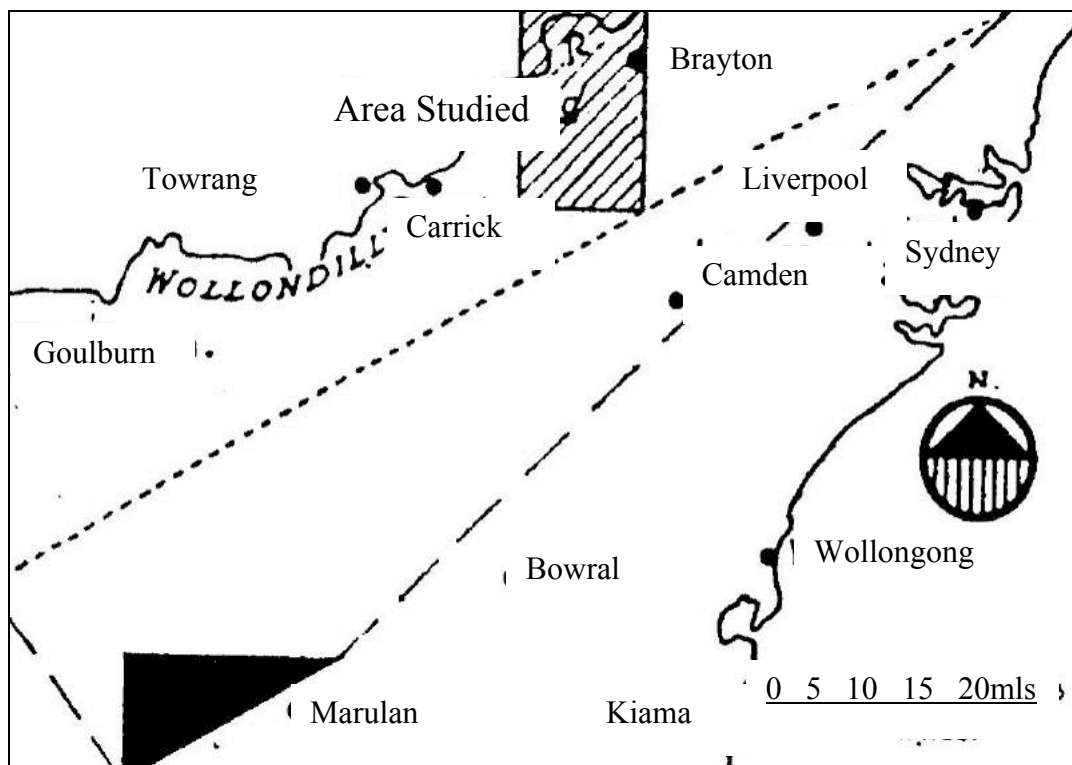 Brayton
Area Studied
R
Towrang
Liverpool
Carrick
Sydney
WOLLONDILL
Camden
Goulburn
N.
Wollongong
Bowral
0 5 10 15 20mls
Marulan
Kiama